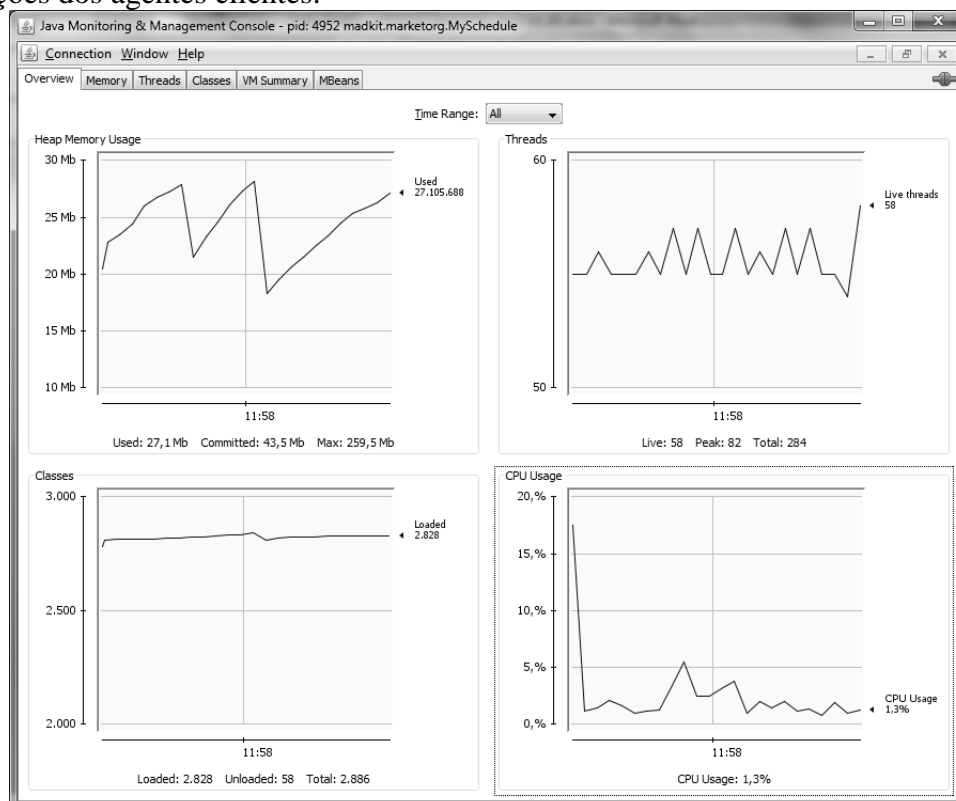 ções dos agentes clientes.
Java Monitoring & Management Console - pid: 4952 madkit.marketorg.MySchedule
Connection Window Help
Overview Memory Threads Classes VM Summary MBeans
Time Range: All
Heap Memory Usage
30 Mb
25 Mb
20 Mb
15 Mb
10 Mb
Used
27.105.688
11:58
Used: 27,1 Mb Committed: 43,5 Mb Max: 259,5 Mb
Threads
60
50
Live threads
58
11:58
Live: 58 Peak: 82 Total: 284
Classes
3.000
2.500
2.000
Loaded
2.828
11:58
Loaded: 2.828 Unloaded: 58 Total: 2.886
CPU Usage
20,%
15,%
10,%
5,%
0,%
CPU Usage
1,3%
11:58
CPU Usage: 1,3%